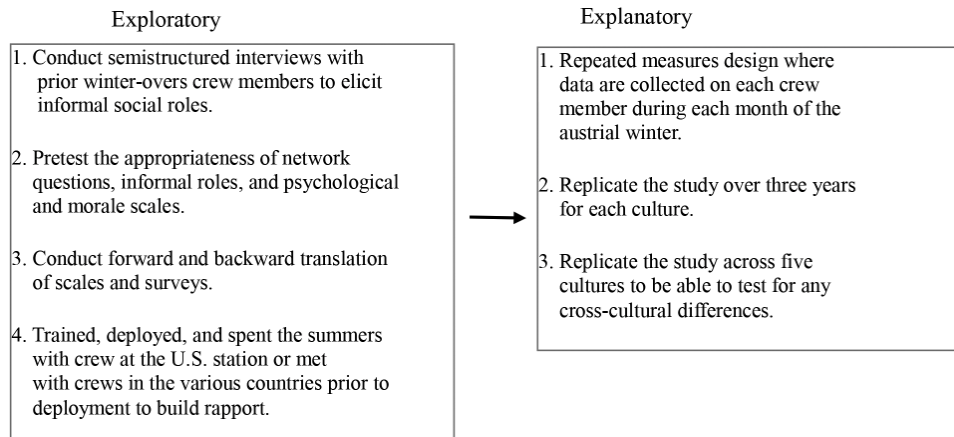 Exploratory
1. Conduct semistructured interviews with
prior winter-overs crew members to elicit
informal social roles.
2. Pretest the appropriateness of network
questions, informal roles, and psychological
and morale scales.
3. Conduct forward and backward translation
of scales and surveys.
4. Trained, deployed, and spent the summers
with crew at the U.S. station or met
with crews in the various countries prior to
deployment to build rapport.
Explanatory
1. Repeated measures design where
data are collected on each crew
member during each month of the
austrial winter.
2. Replicate the study over three years
for each culture.
3. Replicate the study across five
cultures to be able to test for any
cross-cultural differences.